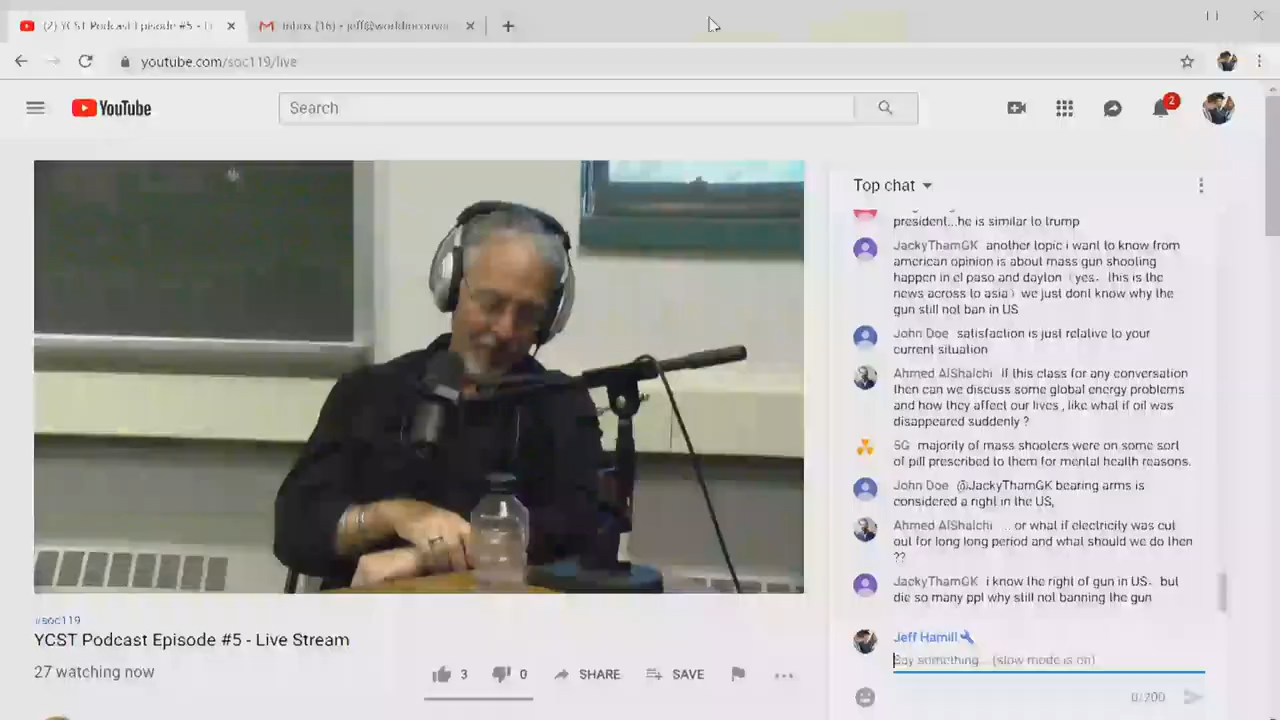 (2) YCST Podcast Episode #5 - Li
Inbox (16) - jeff@worldinconver
youtube.com/soc119/live
YouTube
Search
2
Top chat
president...he is similar to trump
JackyThamGK another topic i want to know from
american opinion is about mass gun shooting
happen in el paso and dayton (yes. this is the
news across to asia) we just dont know why the
gun still not ban in US
John Doe satisfaction is just relative to your
current situation
Ahmed AlShalchi If this class for any conversation
then can we discuss some global energy problems
and how they affect our lives , like what if oil was
disappeared suddenly ?
SG majority of mass shooters were on some sort
of pill prescribed to them for mental health reasons.
John Doe @JackyThamGK bearing arms is
considered a right in the US,
Ahmed AlShalchi ... or what if electricity was cut
out for long long period and what should we do then
??
JackyThamGK i know the right of gun in US. but
die so many ppl why still not banning the gun
Jeff Hamill
Say something... (slow mode is on)
0/200
#soc119
YCST Podcast Episode #5 - Live Stream
27 watching now
3
0
SHARE
SAVE